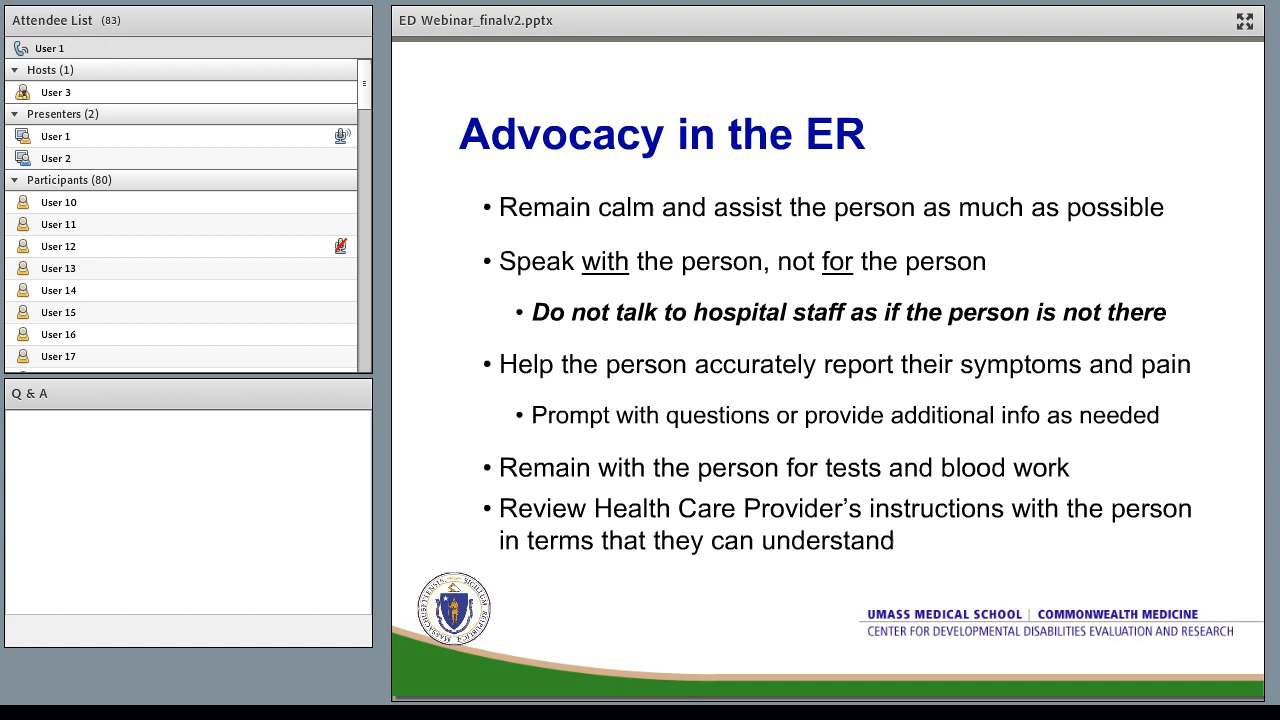 Attendee List (83)
User 1
Hosts (1)
User 3
Presenters (2)
User 1
User 2
Participants (80)
User 10
User 11
User 12
User 13
User 14
User 15
User 16
User 17
Q & A
ED Webinar_finalv2.pptx
Advocacy in the ER
• Remain calm and assist the person as much as possible
• Speak with the person, not for the person
• Do not talk to hospital staff as if the person is not there
• Help the person accurately report their symptoms and pain
• Prompt with questions or provide additional info as needed
• Remain with the person for tests and blood work
• Review Health Care Provider’s instructions with the person
in terms that they can understand
UMASS MEDICAL SCHOOL | COMMONWEALTH MEDICINE
CENTER FOR DEVELOPMENTAL DISABILITIES EVALUATION AND RESEARCH